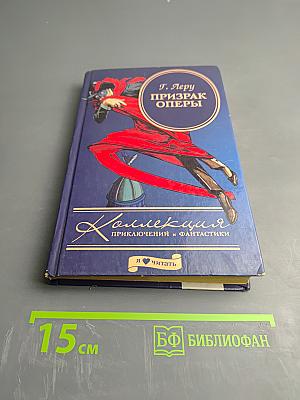 Г. Леру
ПРИЗРАК
ОПЕРЫ
Коллекция
ПРИКЛЮЧЕНИЙ и ФАНТАСТИКИ
я читать
15 см
БФ БИБЛИОФАН